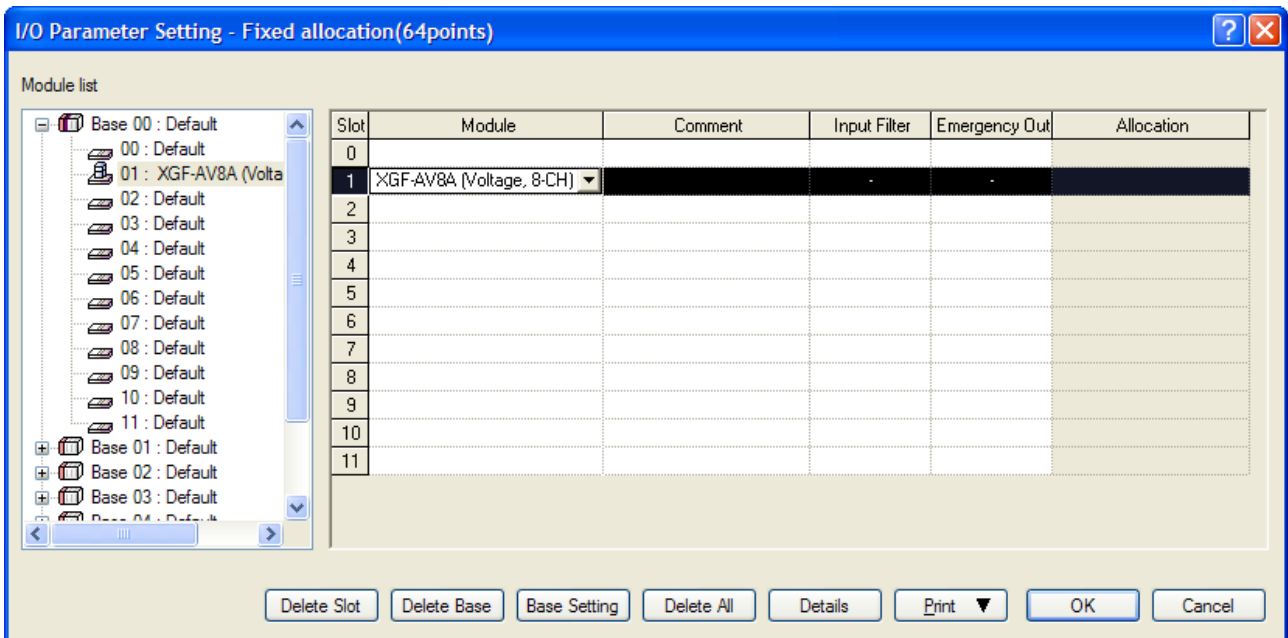 I/O Parameter Setting - Fixed allocation(64points)
Module list
Base 00 : Default
00 : Default
01 : XGF-AV8A (Volta
02 : Default
03 : Default
04 : Default
05 : Default
06 : Default
07 : Default
08 : Default
09 : Default
10 : Default
11 : Default
Base 01 : Default
Base 02 : Default
Base 03 : Default
Base 04 : Default
Slot Module Comment Input Filter Emergency Out Allocation
0
1 XGF-AV8A (Voltage, 8-CH) - -
2
3
4
5
6
7
8
9
10
11
Delete Slot Delete Base Base Setting Delete All Details Print ▼ OK Cancel